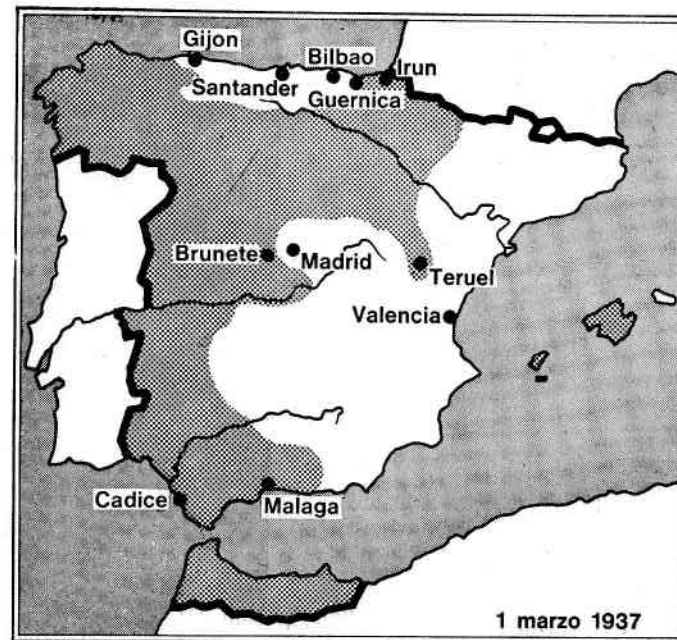 Gijon
Bilbao
Irun
Santander
Guernica
Brunete
Madrid
Teruel
Valencia
Cadice
Malaga
1 marzo 1937